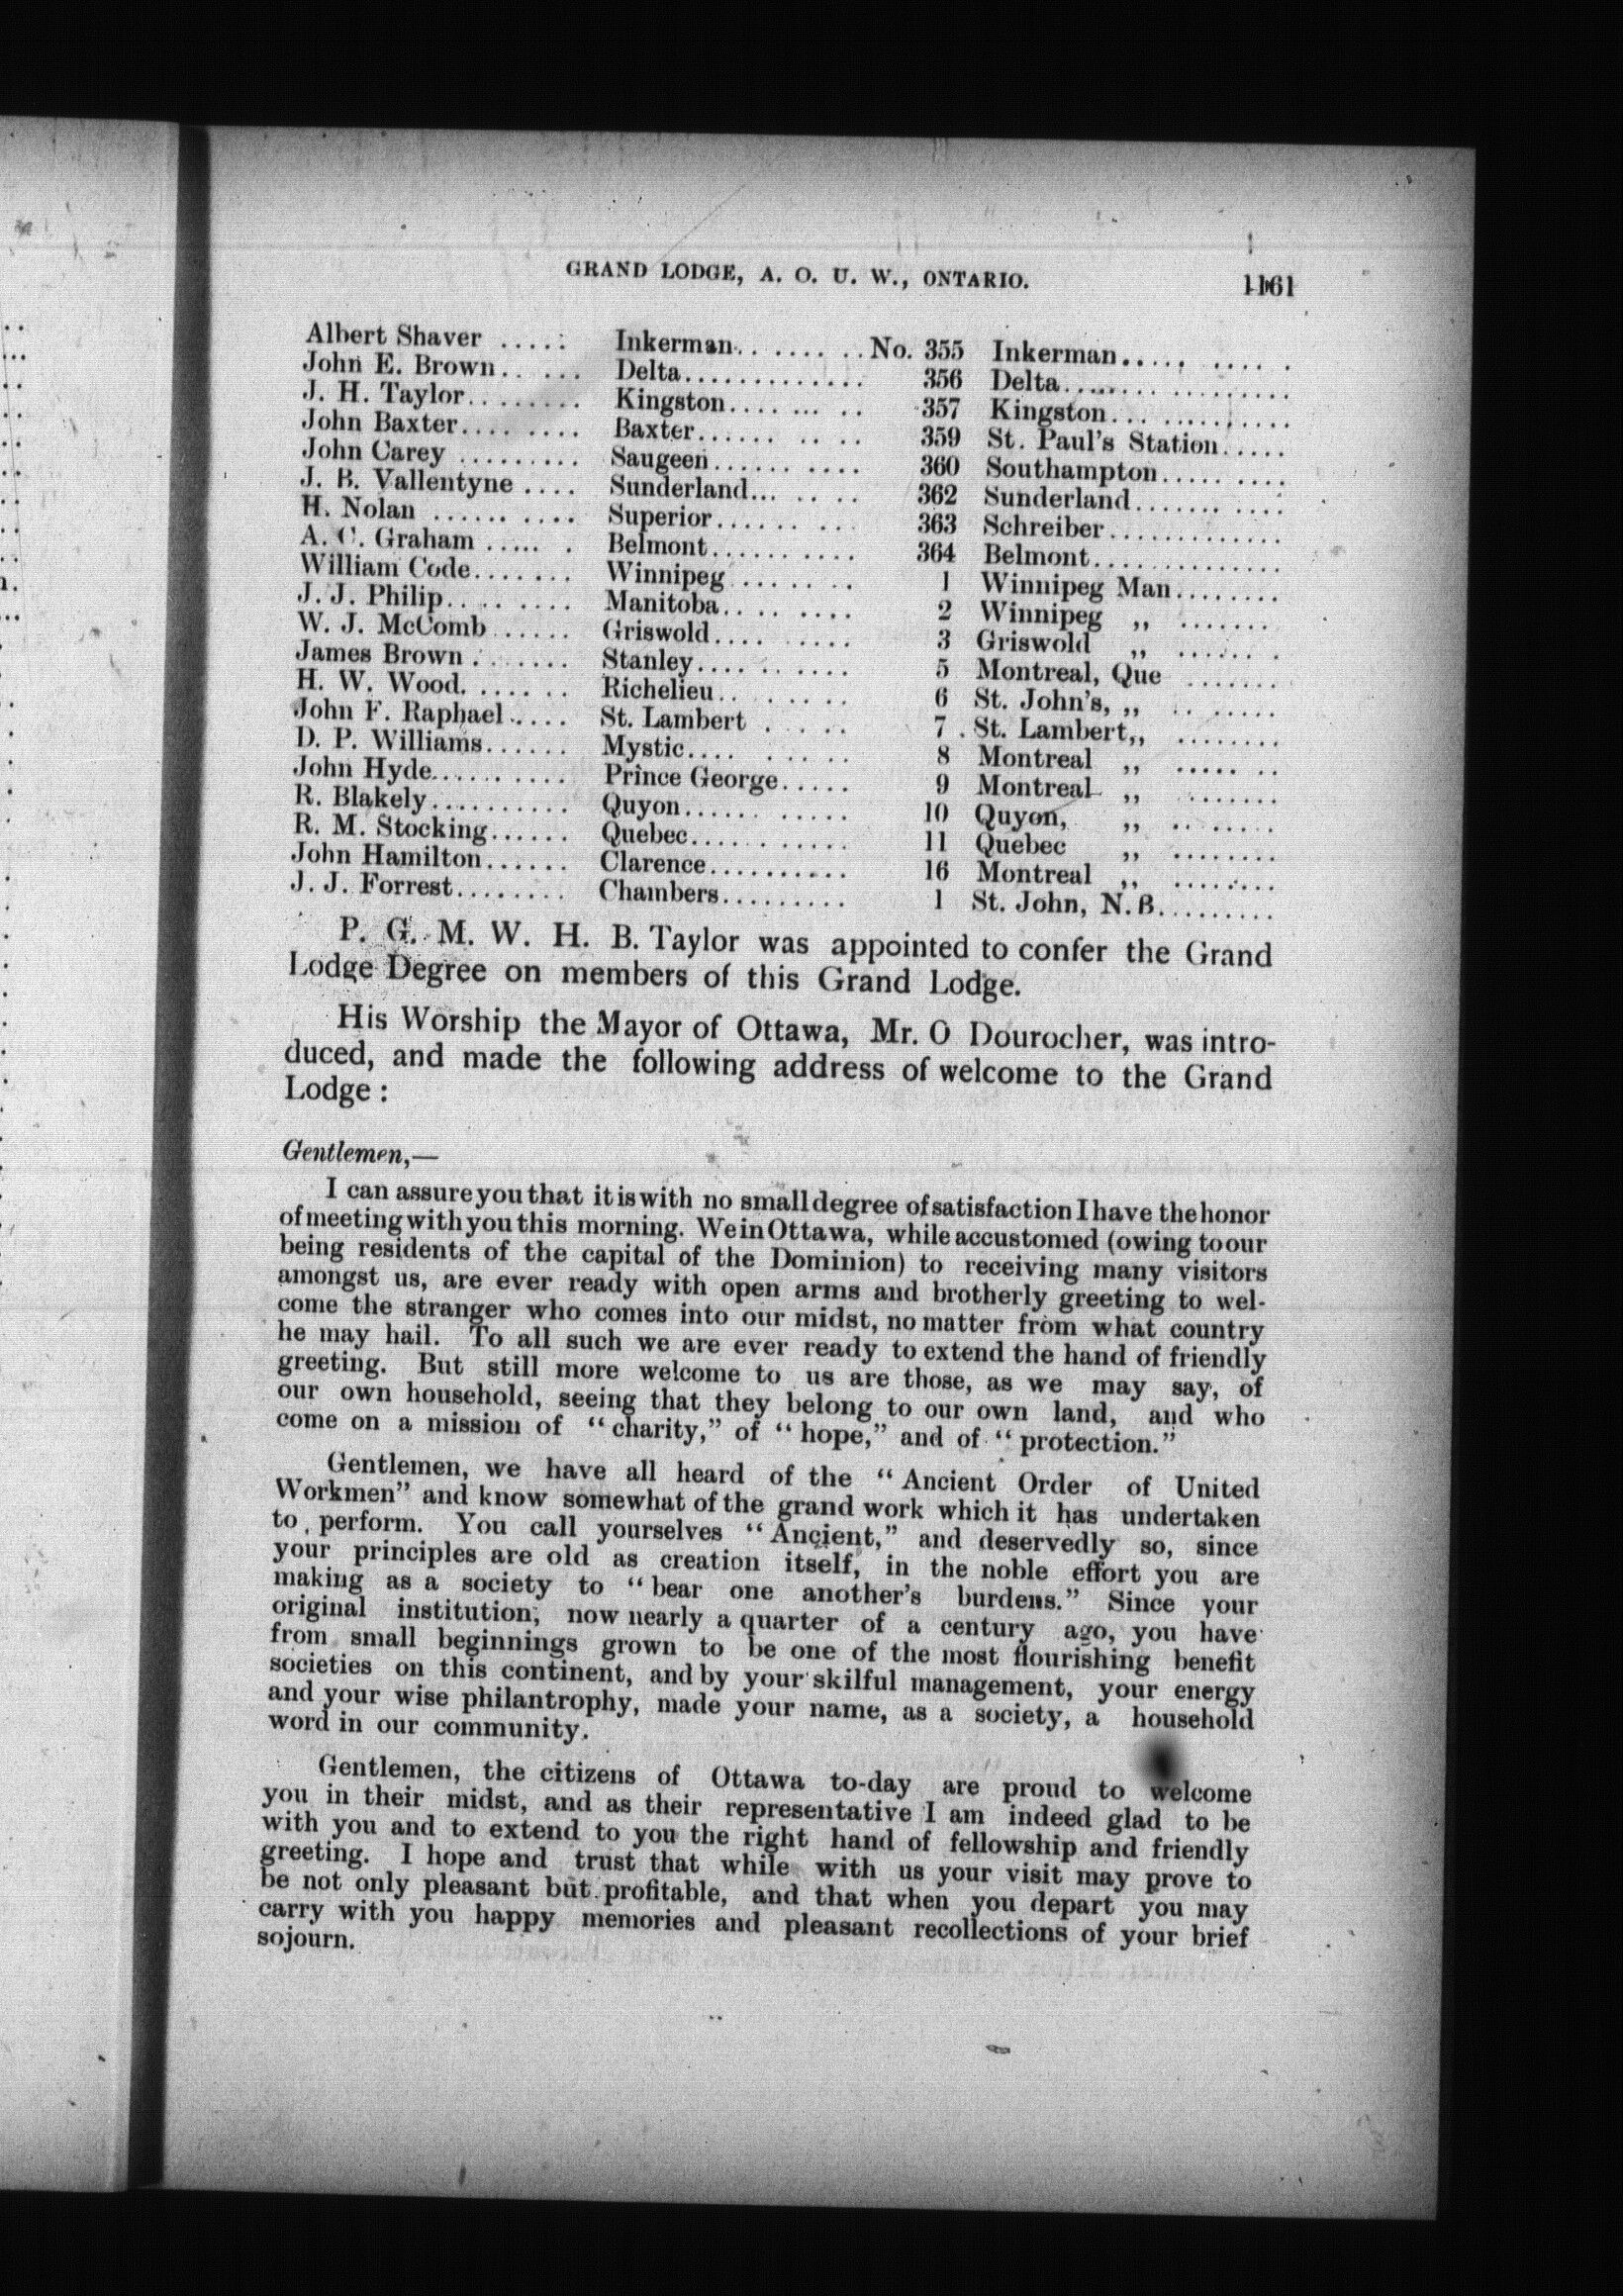 GRAND LODGE, A. O. U. W., ONTARIO. 1161
Albert Shaver ..... Inkerman........No. 355 Inkerman..........
John E. Brown...... Delta............. 356 Delta................
J. H. Taylor........ Kingston......... 357 Kingston............
John Baxter......... Baxter.......... 359 St. Paul's Station.....
John Carey ......... Saugeen.......... 360 Southampton.........
J. B. Vallentyne .... Sunderland....... 362 Sunderland...........
H. Nolan .......... Superior......... 363 Schreiber.............
A. C. Graham ...... Belmont.......... 364 Belmont..............
William Code....... Winnipeg ....... 1 Winnipeg Man........
J. J. Philip......... Manitoba......... 2 Winnipeg ,, .......
W. J. McComb ...... Griswold........ 3 Griswold ,, .......
James Brown ....... Stanley........... 5 Montreal, Que .......
H. W. Wood....... Richelieu........ 6 St. John's, ,, .......
John F. Raphael..... St. Lambert ..... 7 St. Lambert,, ........
D. P. Williams...... Mystic......... 8 Montreal ,, .......
John Hyde.......... Prince George..... 9 Montreal ,, .......
R. Blakely.......... Quyon........... 10 Quyon, ,, .......
R. M. Stocking...... Quebec........... 11 Quebec ,, ........
John Hamilton...... Clarence.......... 16 Montreal ,, ........
J. J. Forrest........ Chambers......... 1 St. John, N.B.........
P. G. M. W. H. B. Taylor was appointed to confer the Grand
Lodge Degree on members of this Grand Lodge.
His Worship the Mayor of Ottawa, Mr. O Dourocher, was intro-
duced, and made the following address of welcome to the Grand
Lodge :
Gentlemen,—
I can assure you that it is with no small degree of satisfaction I have the honor
of meeting with you this morning. We in Ottawa, while accustomed (owing to our
being residents of the capital of the Dominion) to receiving many visitors
amongst us, are ever ready with open arms and brotherly greeting to wel-
come the stranger who comes into our midst, no matter from what country
he may hail. To all such we are ever ready to extend the hand of friendly
greeting. But still more welcome to us are those, as we may say, of
our own household, seeing that they belong to our own land, and who
come on a mission of "charity," of "hope," and of "protection."
Gentlemen, we have all heard of the "Ancient Order of United
Workmen" and know somewhat of the grand work which it has undertaken
to perform. You call yourselves "Ancient," and deservedly so, since
your principles are old as creation itself, in the noble effort you are
making as a society to "bear one another's burdens." Since your
original institution, now nearly a quarter of a century ago, you have
from small beginnings grown to be one of the most flourishing benefit
societies on this continent, and by your skilful management, your energy
and your wise philantrophy, made your name, as a society, a household
word in our community.
Gentlemen, the citizens of Ottawa to-day are proud to welcome
you in their midst, and as their representative I am indeed glad to be
with you and to extend to you the right hand of fellowship and friendly
greeting. I hope and trust that while with us your visit may prove to
be not only pleasant but profitable, and that when you depart you may
carry with you happy memories and pleasant recollections of your brief
sojourn.